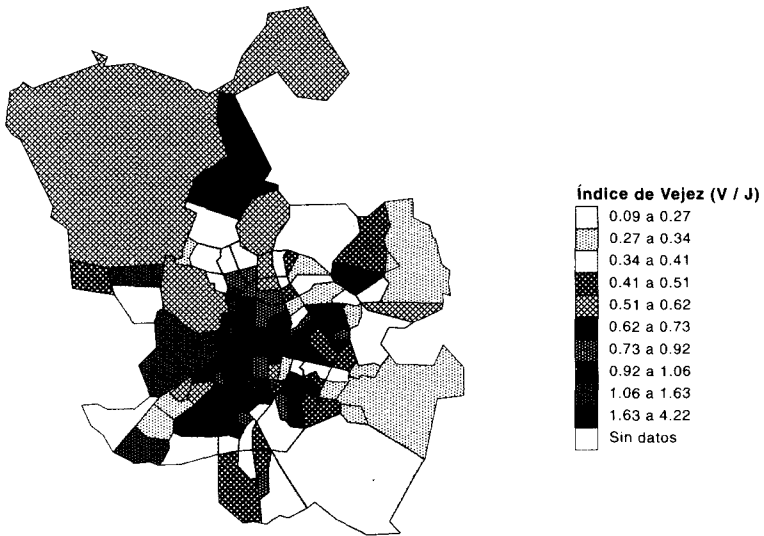 Índice de Vejez (V / J)
0.09 a 0.27
0.27 a 0.34
0.34 a 0.41
0.41 a 0.51
0.51 a 0.62
0.62 a 0.73
0.73 a 0.92
0.92 a 1.06
1.06 a 1.63
1.63 a 4.22
Sin datos